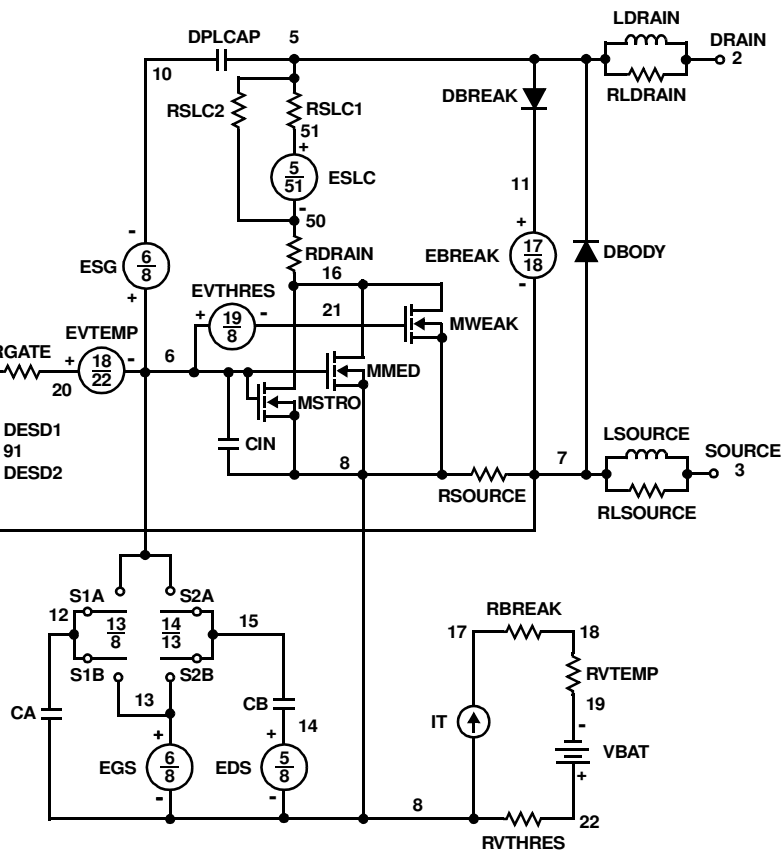 LDRAIN
DPLCAP 5 DRAIN
2
10 RLDRAIN
DBREAK
RSLC2 RSLC1
51
+
5
51
ESLC
-
50
11
+
17
18
EBREAK
-
DBODY
RDRAIN
16
-
6
8
ESG
+
EVTHRES
+ 19
8
- 21
MWEAK
EVTEMP
RGATE + 18
22
- 6
20
MMED
MSTRO
DESD1
91
DESD2
CIN
8
LSOURCE
7 SOURCE
3
RSOURCE
RLSOURCE
S1A S2A
12 13
8
14
13
15
S1B S2B
13
CA CB
14
+ +
EGS 6
8
EDS 5
8
- -
RBREAK
17 18
RVTEMP
19
IT -
VBAT
+
8 22
RVTHRES